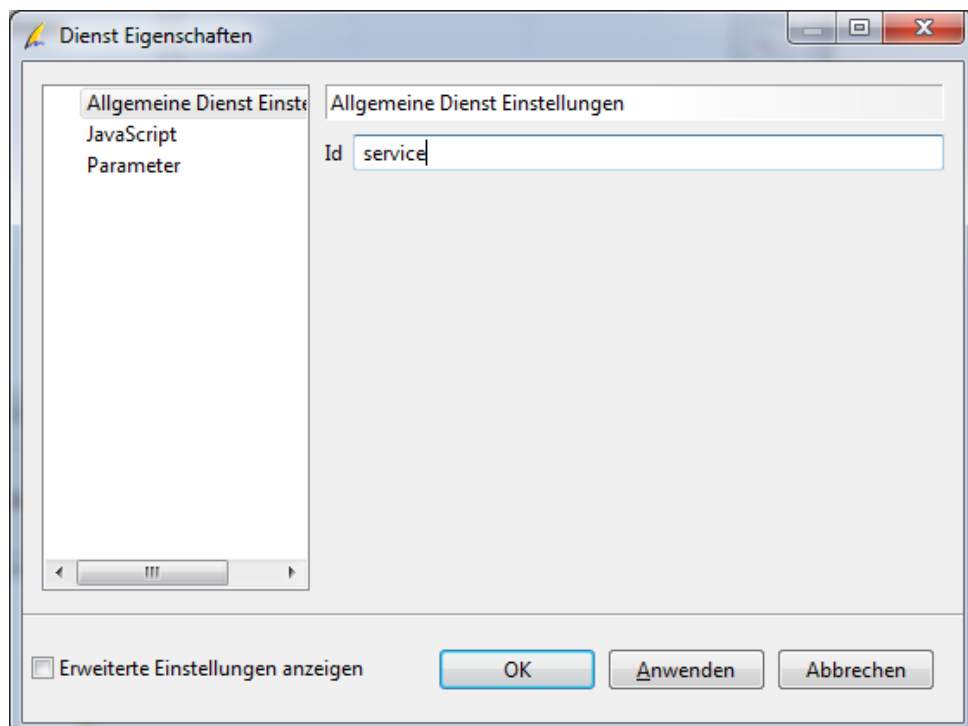 Dienst Eigenschaften
Allgemeine Dienst Einste
JavaScript
Parameter
Allgemeine Dienst Einstellungen
Id service
Erweiterte Einstellungen anzeigen
OK
Anwenden
Abbrechen